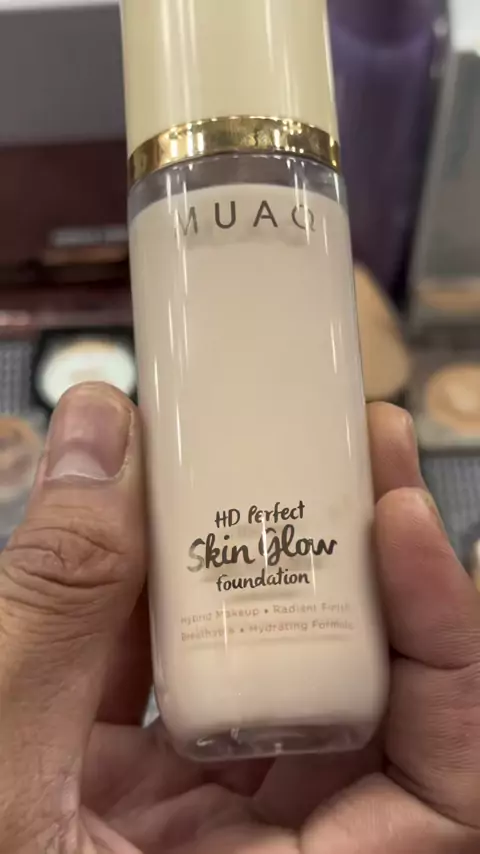 MUAQ
HD Perfect
Skin Glow
foundation
Hybrid Makeup • Radiant Finish
Breathable • Hydrating Formula